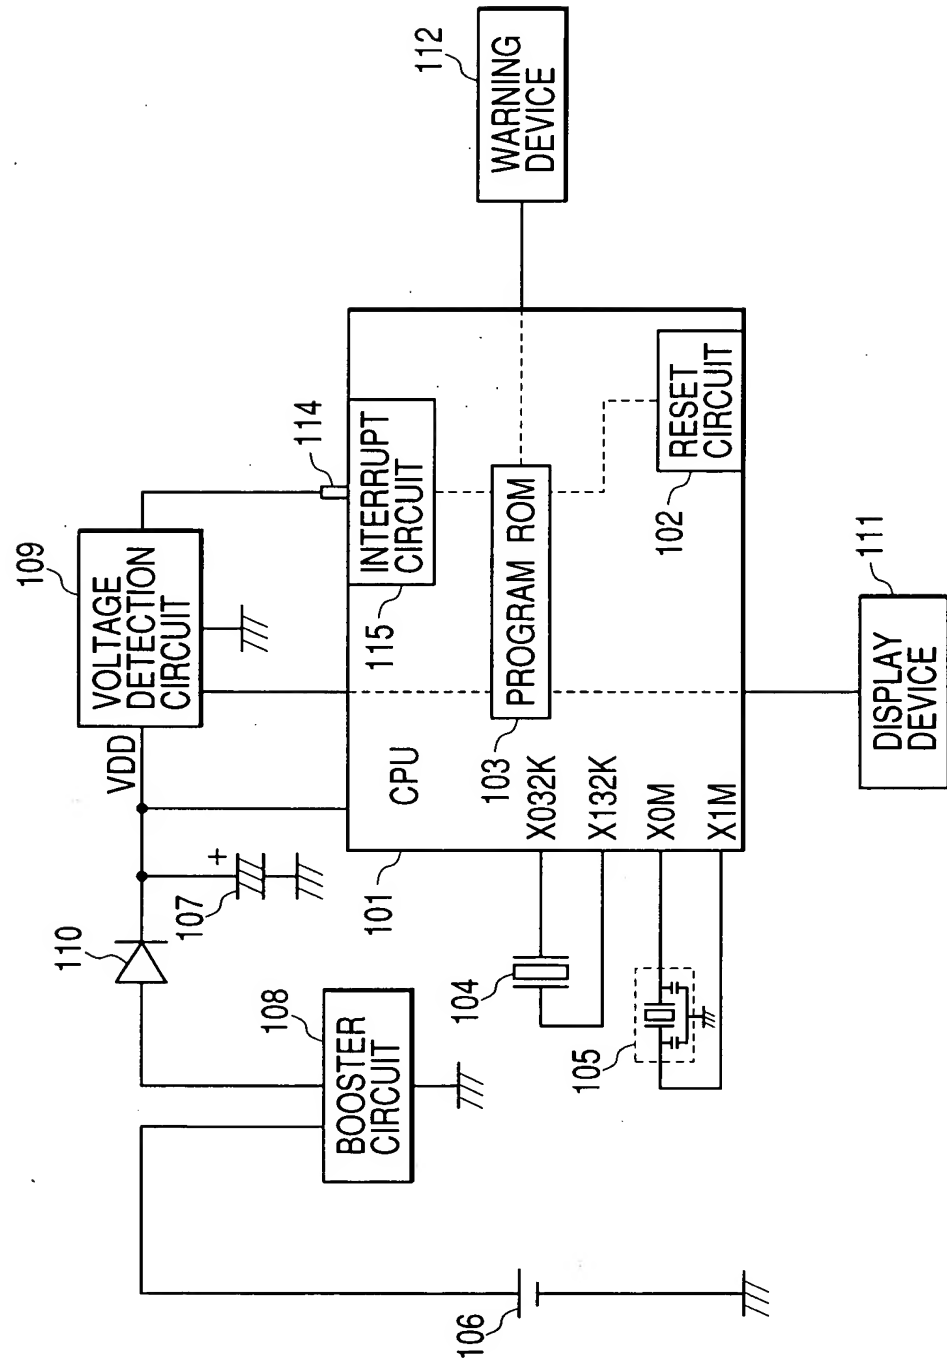 112
WARNING
DEVICE
109
VOLTAGE
DETECTION
CIRCUIT
VDD
114
INTERRUPT
CIRCUIT
115
PROGRAM ROM
103
RESET
CIRCUIT
102
CPU
101
X032K
X132K
X0M
X1M
110
107
+
108
BOOSTER
CIRCUIT
104
105
106
111
DISPLAY
DEVICE